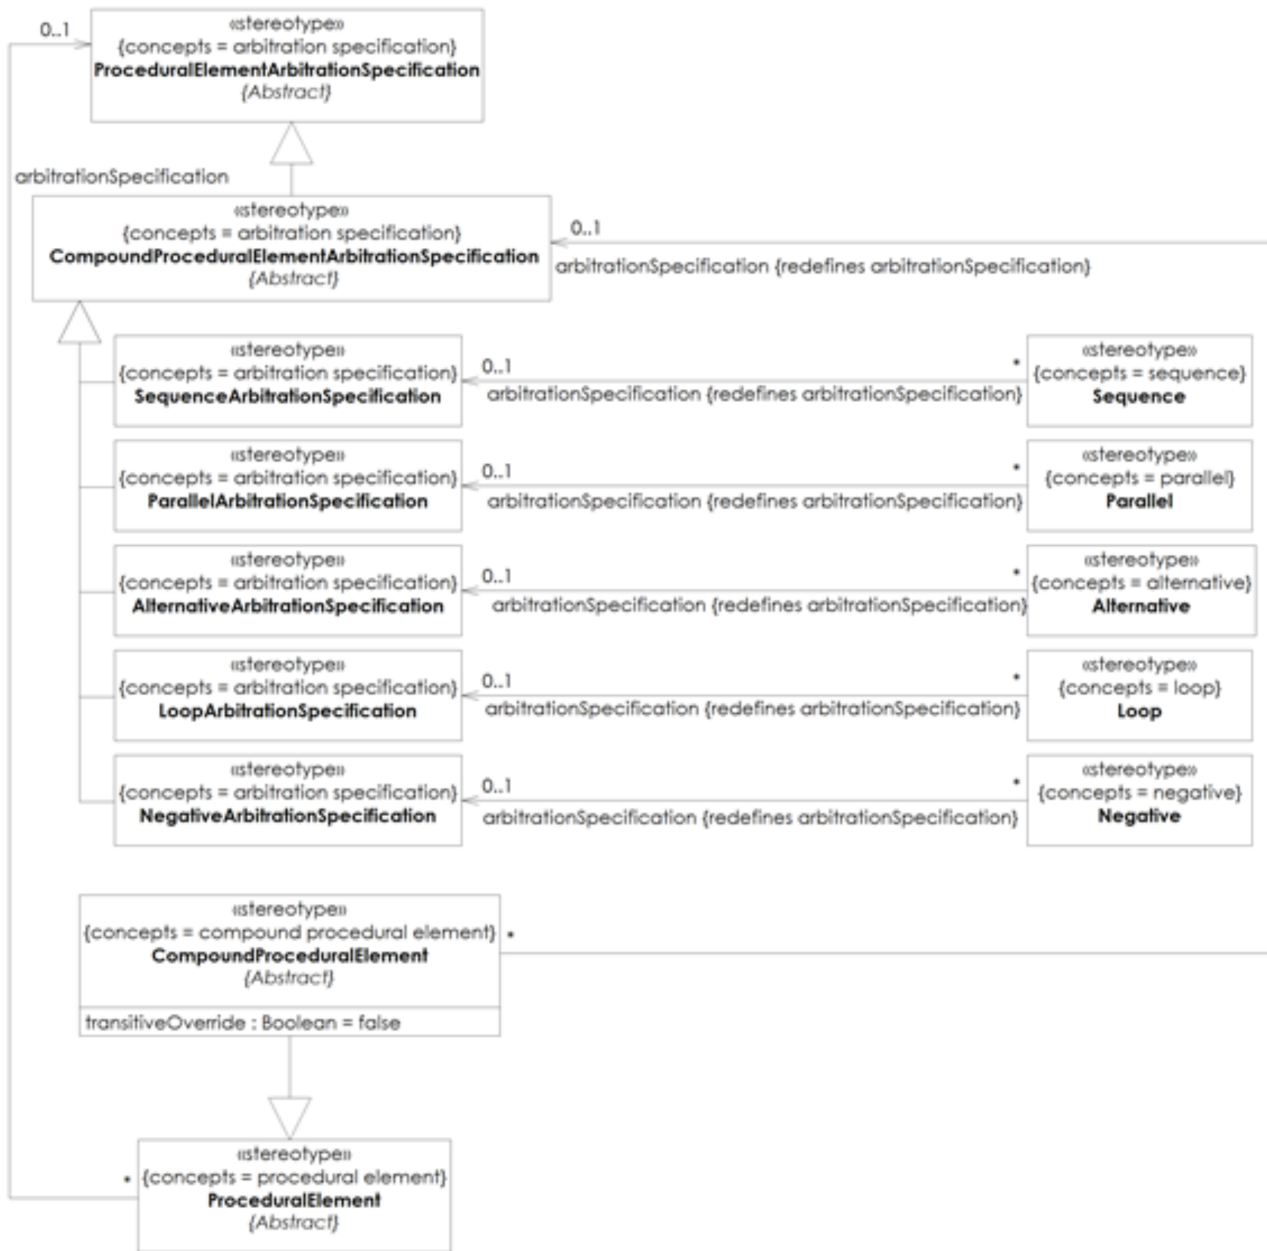 0..1
«stereotype»
{concepts = arbitration specification}
ProceduralElementArbitrationSpecification
{Abstract}
arbitrationSpecification
«stereotype»
{concepts = arbitration specification}
CompoundProceduralElementArbitrationSpecification
{Abstract}
0..1
arbitrationSpecification {redefines arbitrationSpecification}
«stereotype»
{concepts = arbitration specification}
SequenceArbitrationSpecification
0..1
*
arbitrationSpecification {redefines arbitrationSpecification}
«stereotype»
{concepts = sequence}
Sequence
«stereotype»
{concepts = arbitration specification}
ParallelArbitrationSpecification
0..1
*
arbitrationSpecification {redefines arbitrationSpecification}
«stereotype»
{concepts = parallel}
Parallel
«stereotype»
{concepts = arbitration specification}
AlternativeArbitrationSpecification
0..1
*
arbitrationSpecification {redefines arbitrationSpecification}
«stereotype»
{concepts = alternative}
Alternative
«stereotype»
{concepts = arbitration specification}
LoopArbitrationSpecification
0..1
*
arbitrationSpecification {redefines arbitrationSpecification}
«stereotype»
{concepts = loop}
Loop
«stereotype»
{concepts = arbitration specification}
NegativeArbitrationSpecification
0..1
*
arbitrationSpecification {redefines arbitrationSpecification}
«stereotype»
{concepts = negative}
Negative
«stereotype»
{concepts = compound procedural element}
CompoundProceduralElement
{Abstract}
*
transitiveOverride : Boolean = false
«stereotype»
{concepts = procedural element}
ProceduralElement
{Abstract}
*